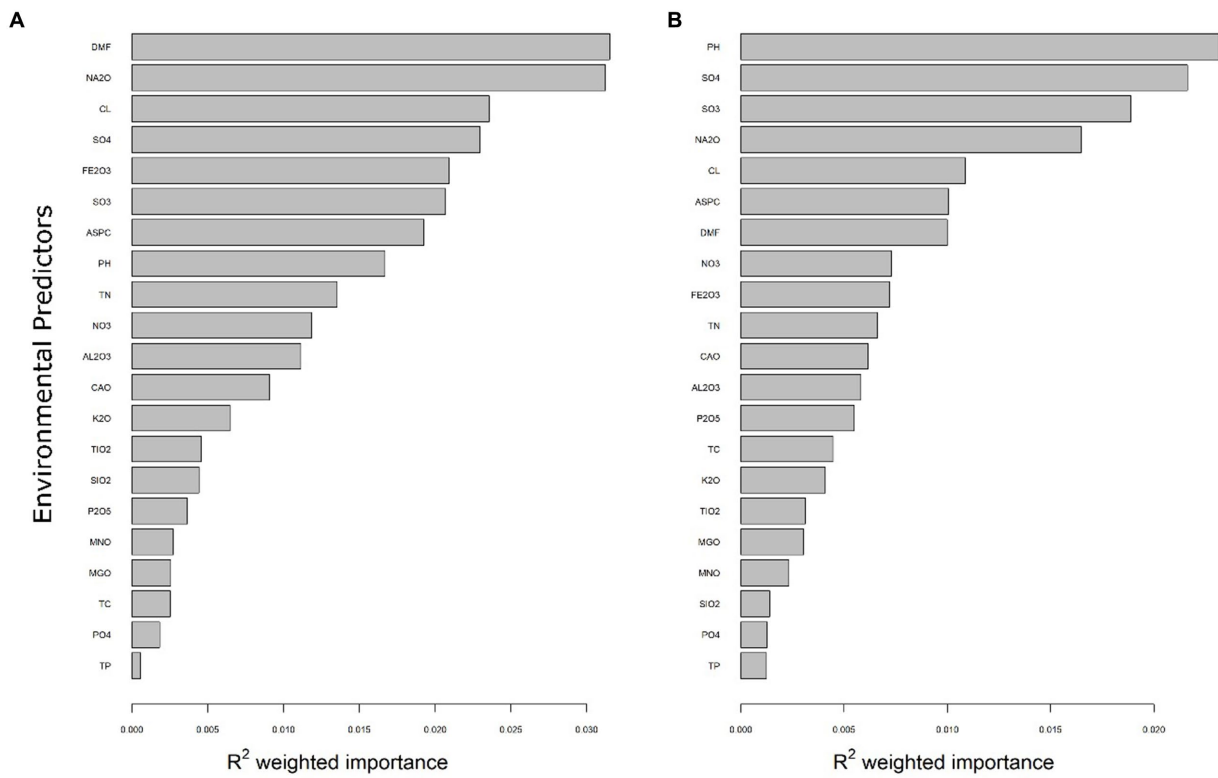 A
DMF
NA2O
CL
SO4
FE2O3
SO3
ASPC
PH
TN
NO3
AL2O3
CAO
K2O
TIO2
SIO2
P2O5
MNO
MGO
TC
PO4
TP
Environmental Predictors
0.000 0.005 0.010 0.015 0.020 0.025 0.030
R² weighted importance
B
PH
SO4
SO3
NA2O
CL
ASPC
DMF
NO3
FE2O3
TN
CAO
AL2O3
P2O5
TC
K2O
TIO2
MGO
MNO
SIO2
PO4
TP
0.000 0.005 0.010 0.015 0.020
R² weighted importance